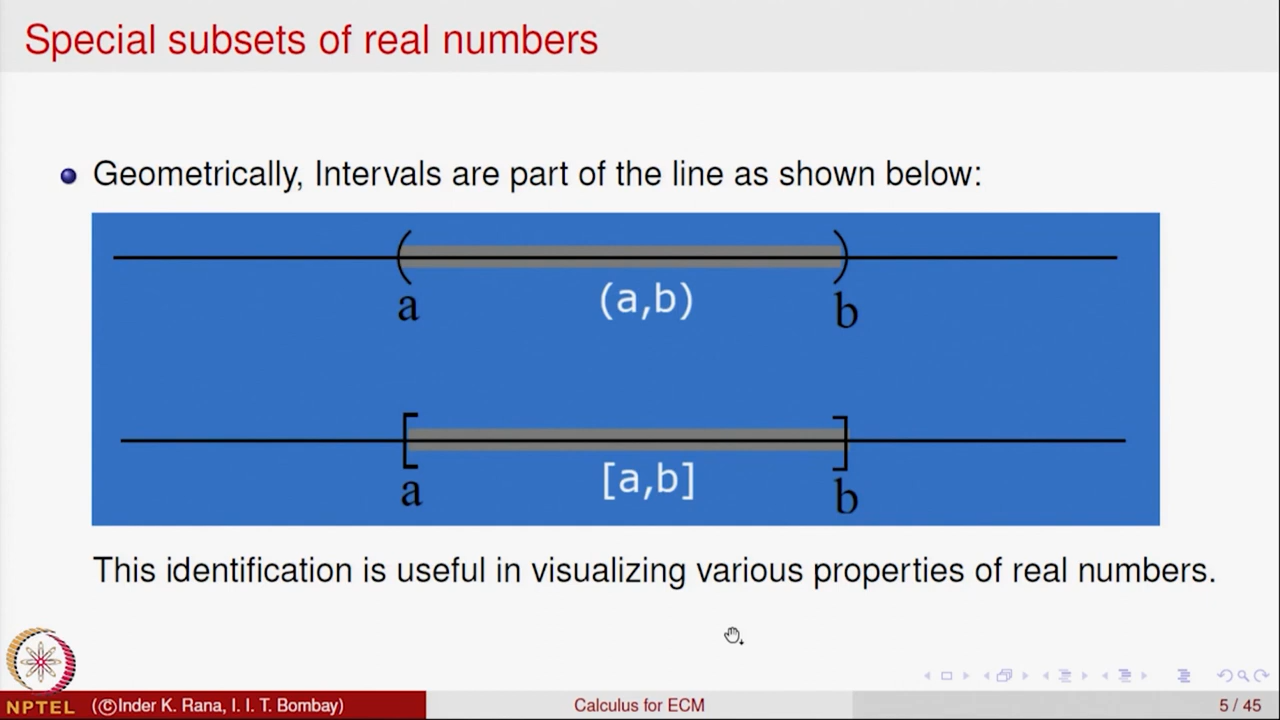 Special subsets of real numbers
Geometrically, Intervals are part of the line as shown below:
( )
a (a,b) b
[ ]
a [a,b] b
This identification is useful in visualizing various properties of real numbers.
NPTEL (©Inder K. Rana, I. I. T. Bombay) Calculus for ECM 5 / 45